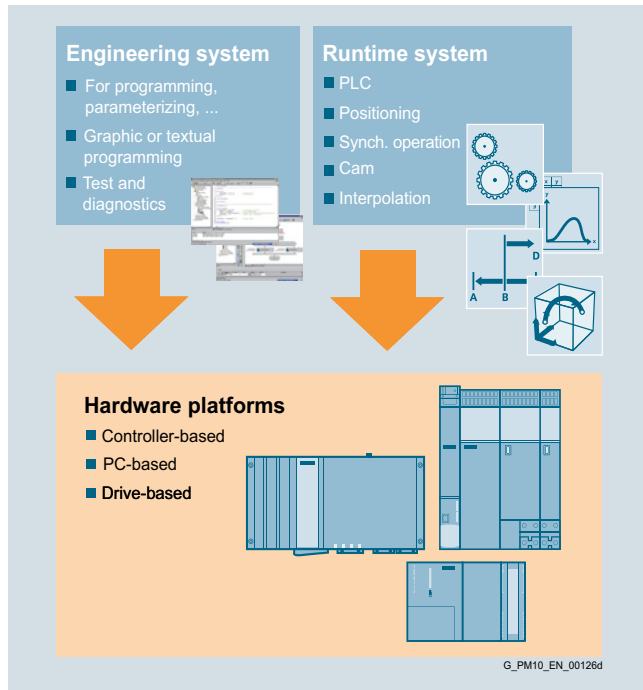 Engineering system
For programming,
parameterizing, ...
Graphic or textual
programming
Test and
diagnostics
Runtime system
PLC
Positioning
Synch. operation
Cam
Interpolation
x y
y
x
D
A B
Hardware platforms
Controller-based
PC-based
Drive-based
G_PM10_EN_00126d